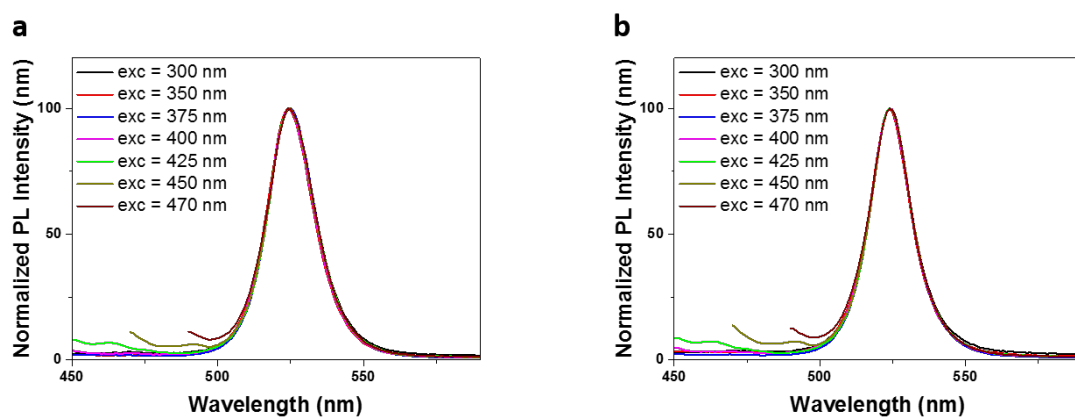 a
Normalized PL Intensity (nm)
exc = 300 nm
exc = 350 nm
exc = 375 nm
exc = 400 nm
exc = 425 nm
exc = 450 nm
exc = 470 nm
100
50
0
450
500
550
Wavelength (nm)
b
Normalized PL Intensity (nm)
exc = 300 nm
exc = 350 nm
exc = 375 nm
exc = 400 nm
exc = 425 nm
exc = 450 nm
exc = 470 nm
100
50
0
450
500
550
Wavelength (nm)